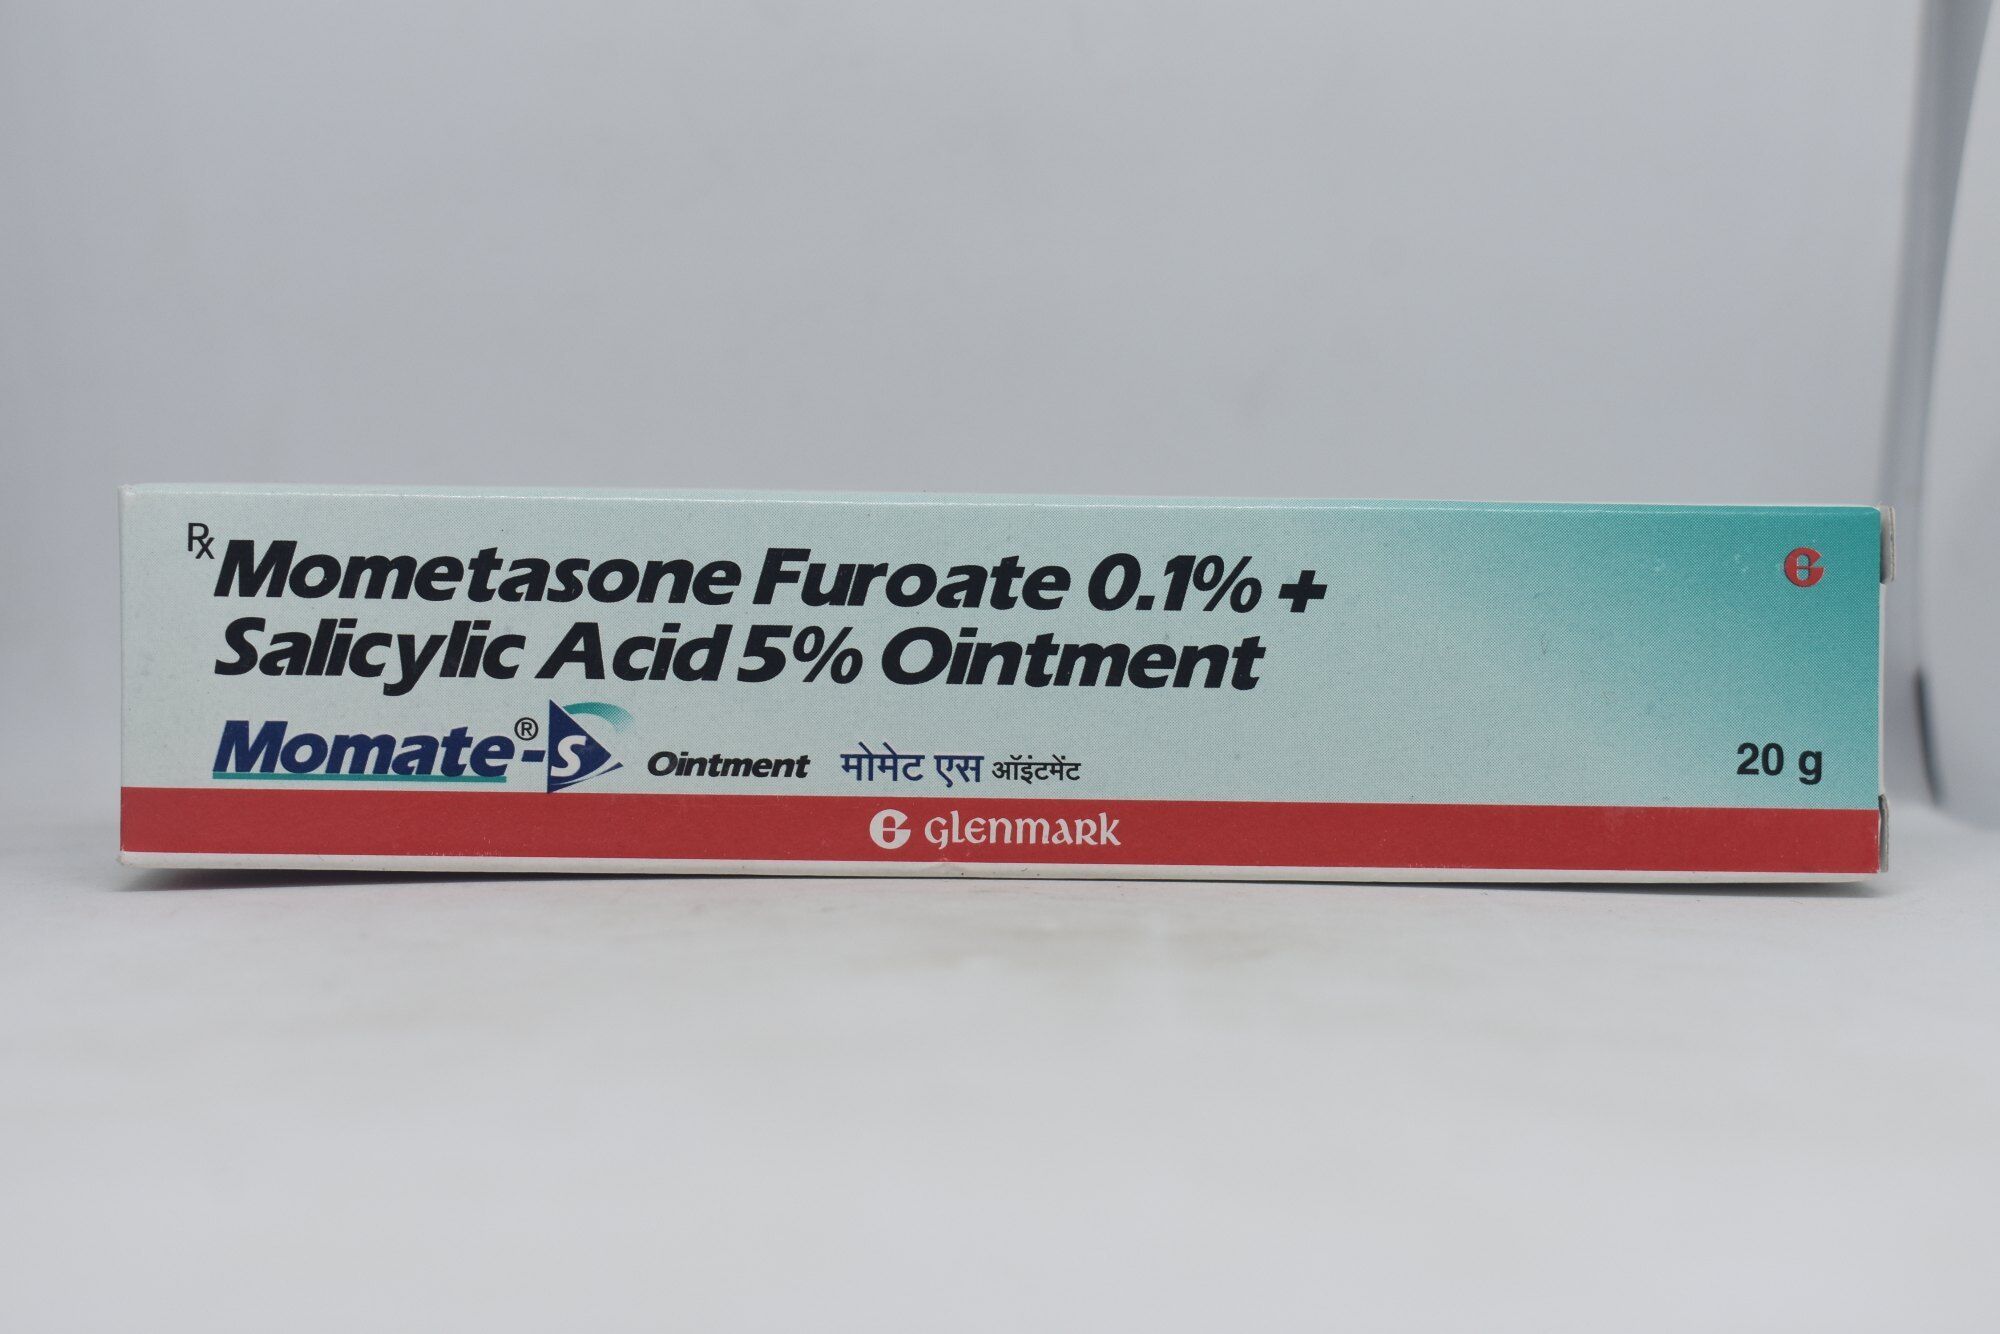 Rx Mometasone Furoate 0.1% +
Salicylic Acid 5% Ointment
Momate®-S Ointment मोमेट एस ऑइंटमेंट
20 g
GLENMARK